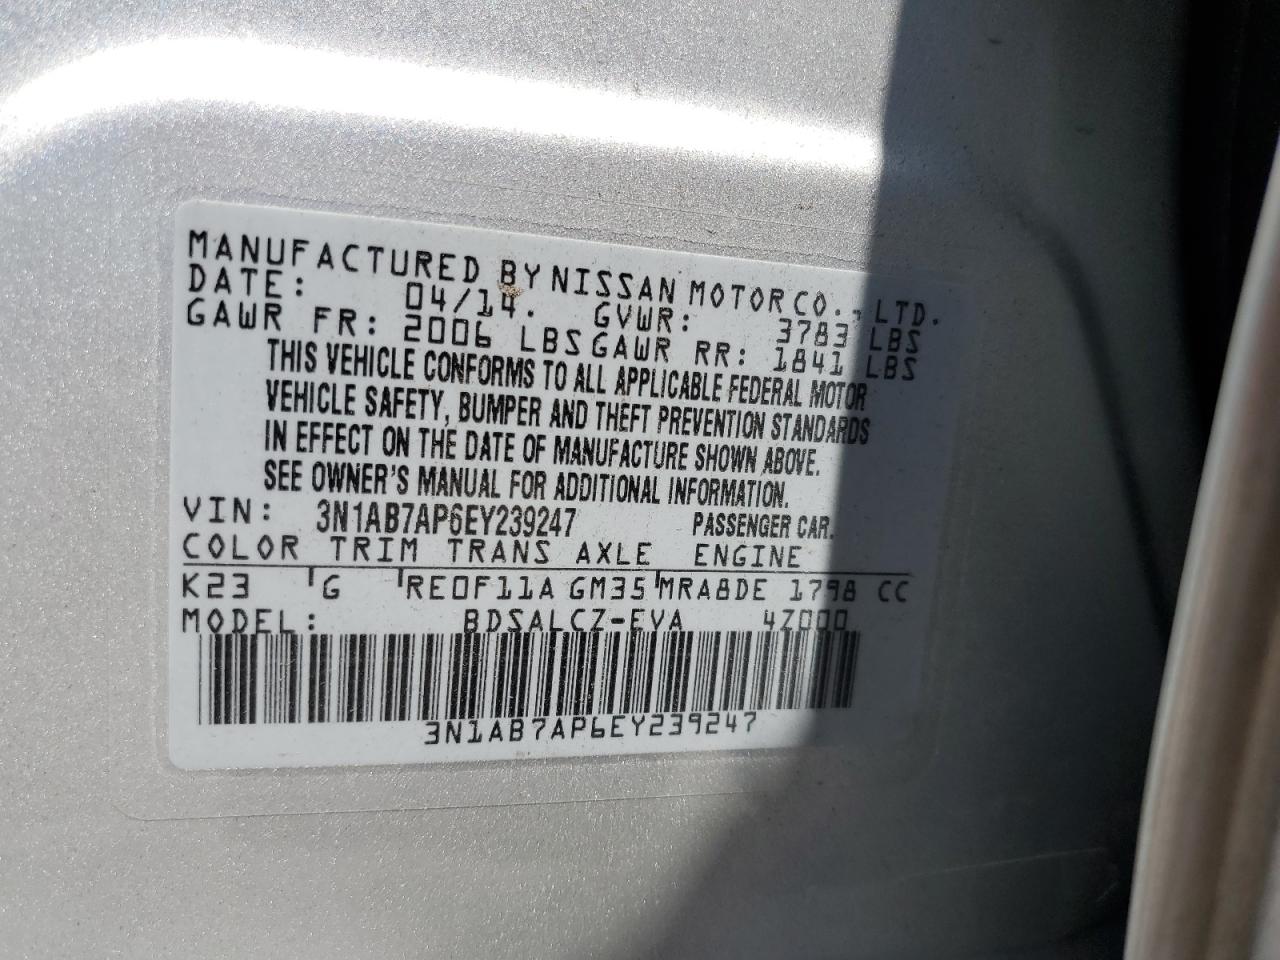 MANUFACTURED BY NISSAN MOTOR CO., LTD.
DATE: 04/14. GVWR: 3783 LBS
GAWR FR: 2006 LBS GAWR RR: 1841 LBS
THIS VEHICLE CONFORMS TO ALL APPLICABLE FEDERAL MOTOR
VEHICLE SAFETY, BUMPER AND THEFT PREVENTION STANDARDS
IN EFFECT ON THE DATE OF MANUFACTURE SHOWN ABOVE.
SEE OWNER'S MANUAL FOR ADDITIONAL INFORMATION.
VIN: 3N1AB7AP6EY239247 PASSENGER CAR.
COLOR TRIM TRANS AXLE ENGINE
K23 G RE0F11A GM35 MRA8DE 1798 CC
MODEL: BDSALCZ-EVA 4Z000
3N1AB7AP6EY239247